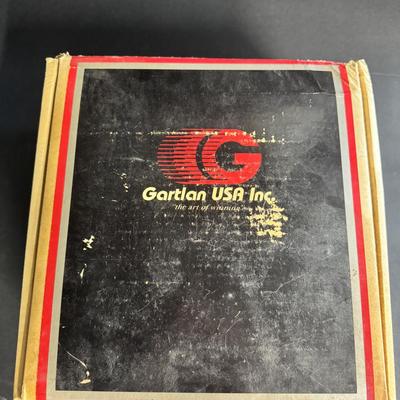 G
Gartlan USA Inc.
the art of winning